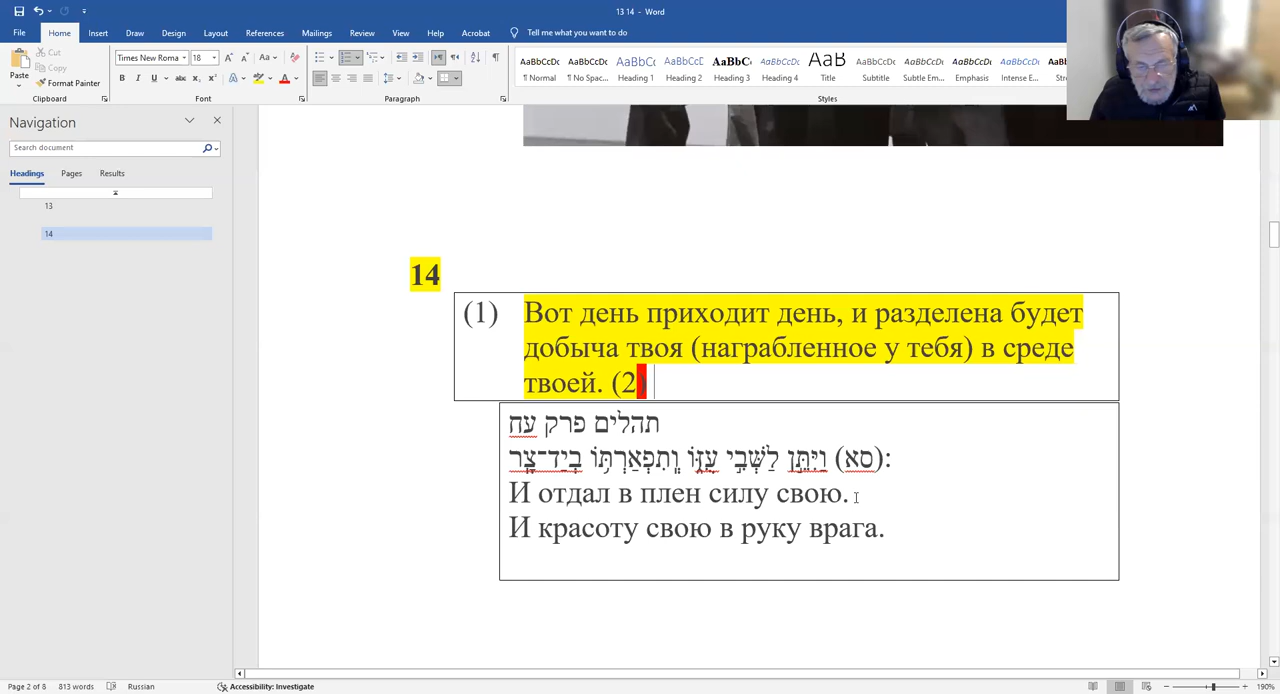 13 14 - Word
File Home Insert Draw Design Layout References Mailings Review View Help Acrobat Tell me what you want to do
Paste Cut Copy Format Painter
Times New Roma 18
¶ Normal ¶ No Spac... Heading 1 Heading 2 Heading 3 Heading 4 Title Subtitle Subtle Em... Emphasis Intense E...
Clipboard Font Paragraph Styles
Navigation
Search document
Headings Pages Results
13
14
14
(1) Вот день приходит день, и разделена будет
добыча твоя (награбленное у тебя) в среде
твоей. (2)
תהלים פרק עח
(סא) וַיִּתֵּ֣ן לַשְּׁבִ֣י עֻזּ֑וֹ וְֽתִפְאַרְתּ֥וֹ בְיַד־צָֽר:
И отдал в плен силу свою.
И красоту свою в руку врага.
Page 2 of 8 813 words Russian Accessibility: Investigate 190%